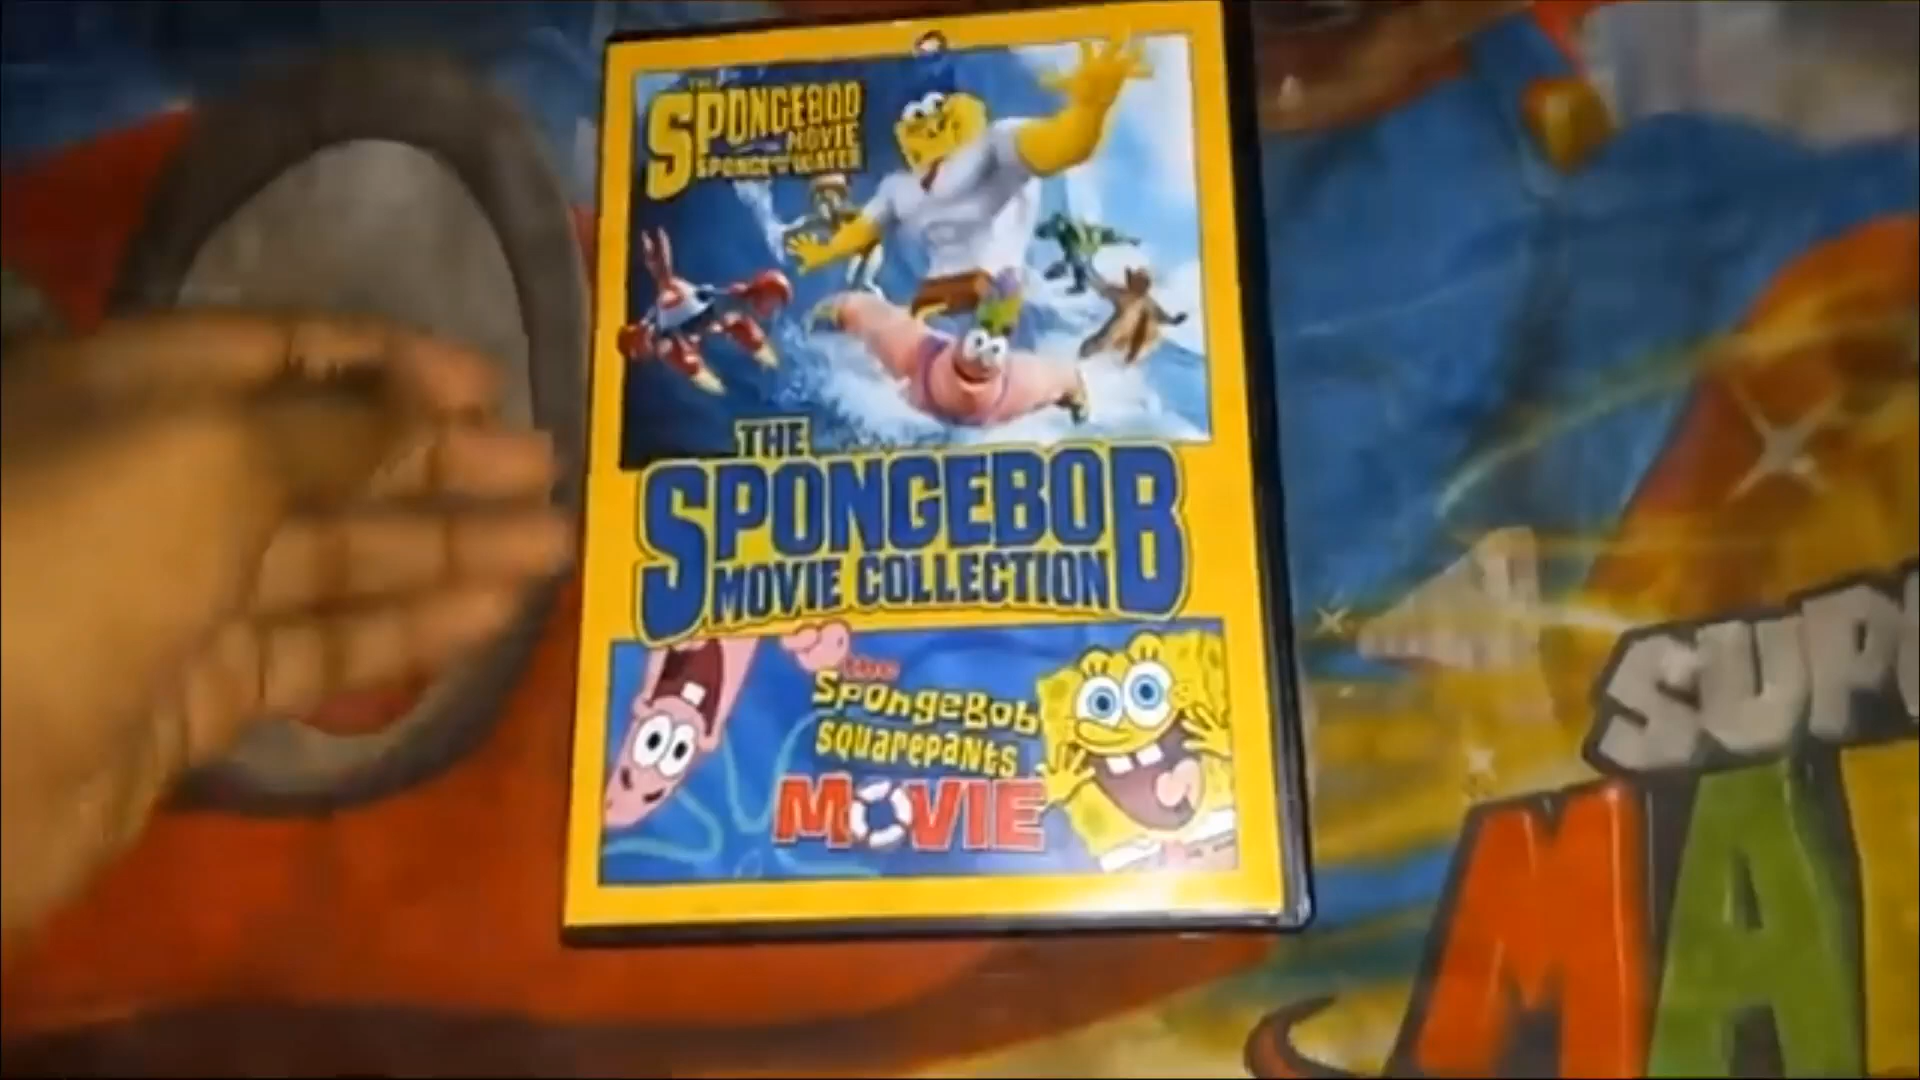 THE
SPONGEBOB
MOVIE
SPONGE OUT OF WATER
THE
SPONGEBOB
MOVIE COLLECTION
the
SpongeBob
SQUAREPANTS
MOVIE
SUP
MA